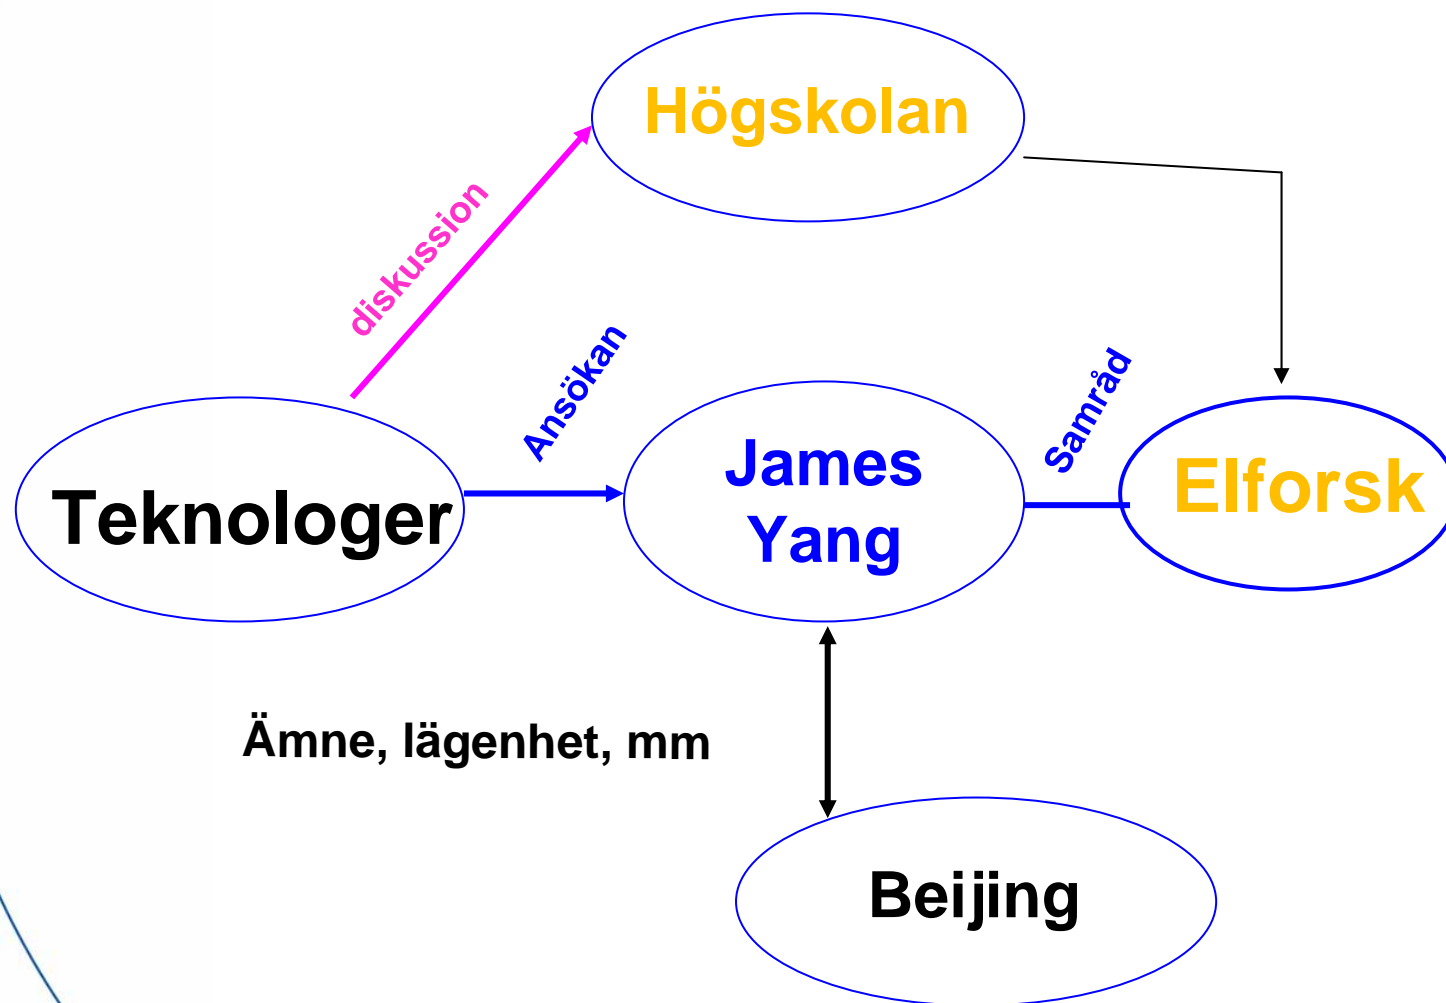 Högskolan
diskussion
Ansökan
Samråd
James
Yang
Elforsk
Teknologer
Ämne, lägenhet, mm
Beijing